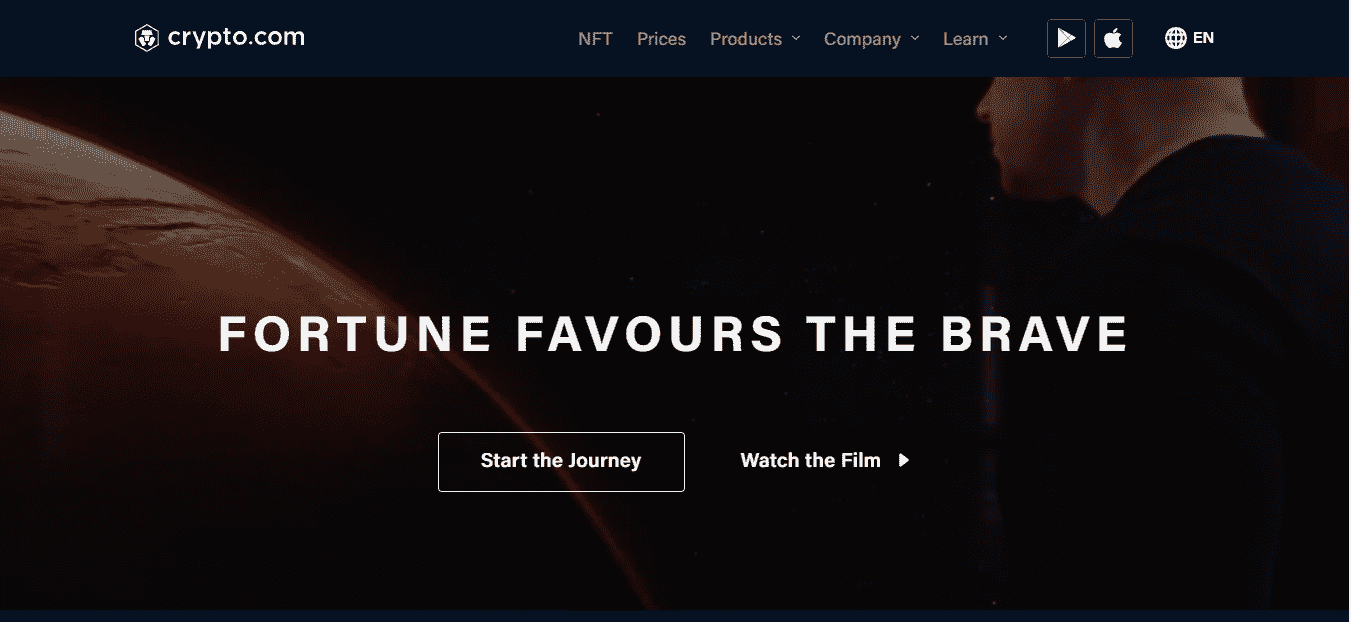 crypto.com
NFT Prices Products Company Learn EN
FORTUNE FAVOURS THE BRAVE
Start the Journey Watch the Film